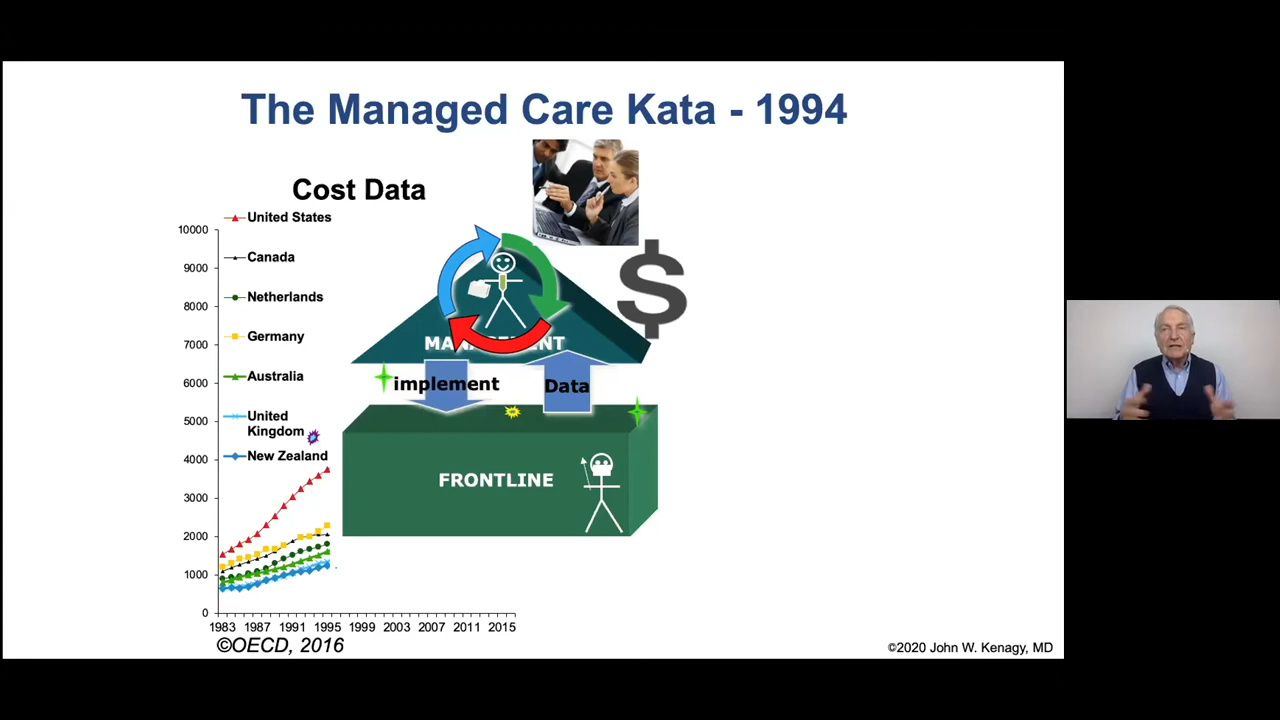 The Managed Care Kata - 1994
Cost Data
United States
Canada
Netherlands
Germany
Australia
United
Kingdom
New Zealand
10000
9000
8000
7000
6000
5000
4000
3000
2000
1000
0
1983 1987 1991 1995 1999 2003 2007 2011 2015
©OECD, 2016
$
implement
Data
FRONTLINE
©2020 John W. Kenagy, MD